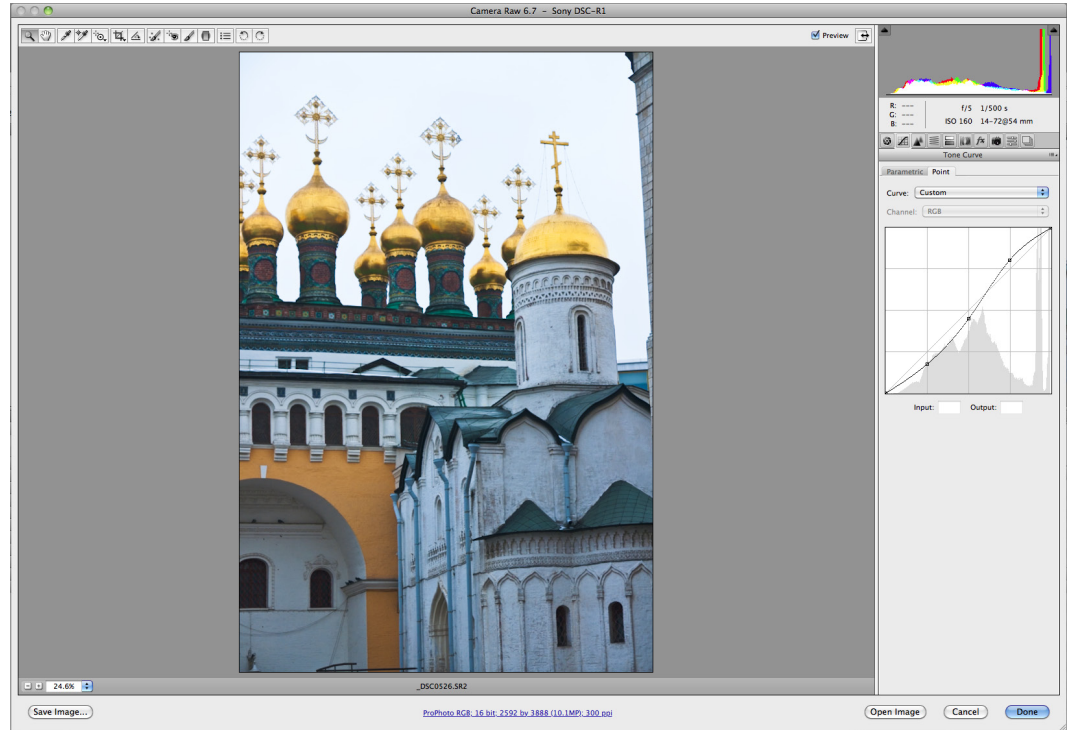 Camera Raw 6.7 – Sony DSC-R1
Preview
R: ---
G: ---
B: ---
f/5 1/500 s
ISO 160 14-72@54 mm
fx
Tone Curve
Parametric Point
Curve: Custom
Channel: RGB
Input: Output:
24.6%
_DSC0526.SR2
Save Image...
ProPhoto RGB; 16 bit; 2592 by 3888 (10.1MP); 300 ppi
Open Image Cancel Done